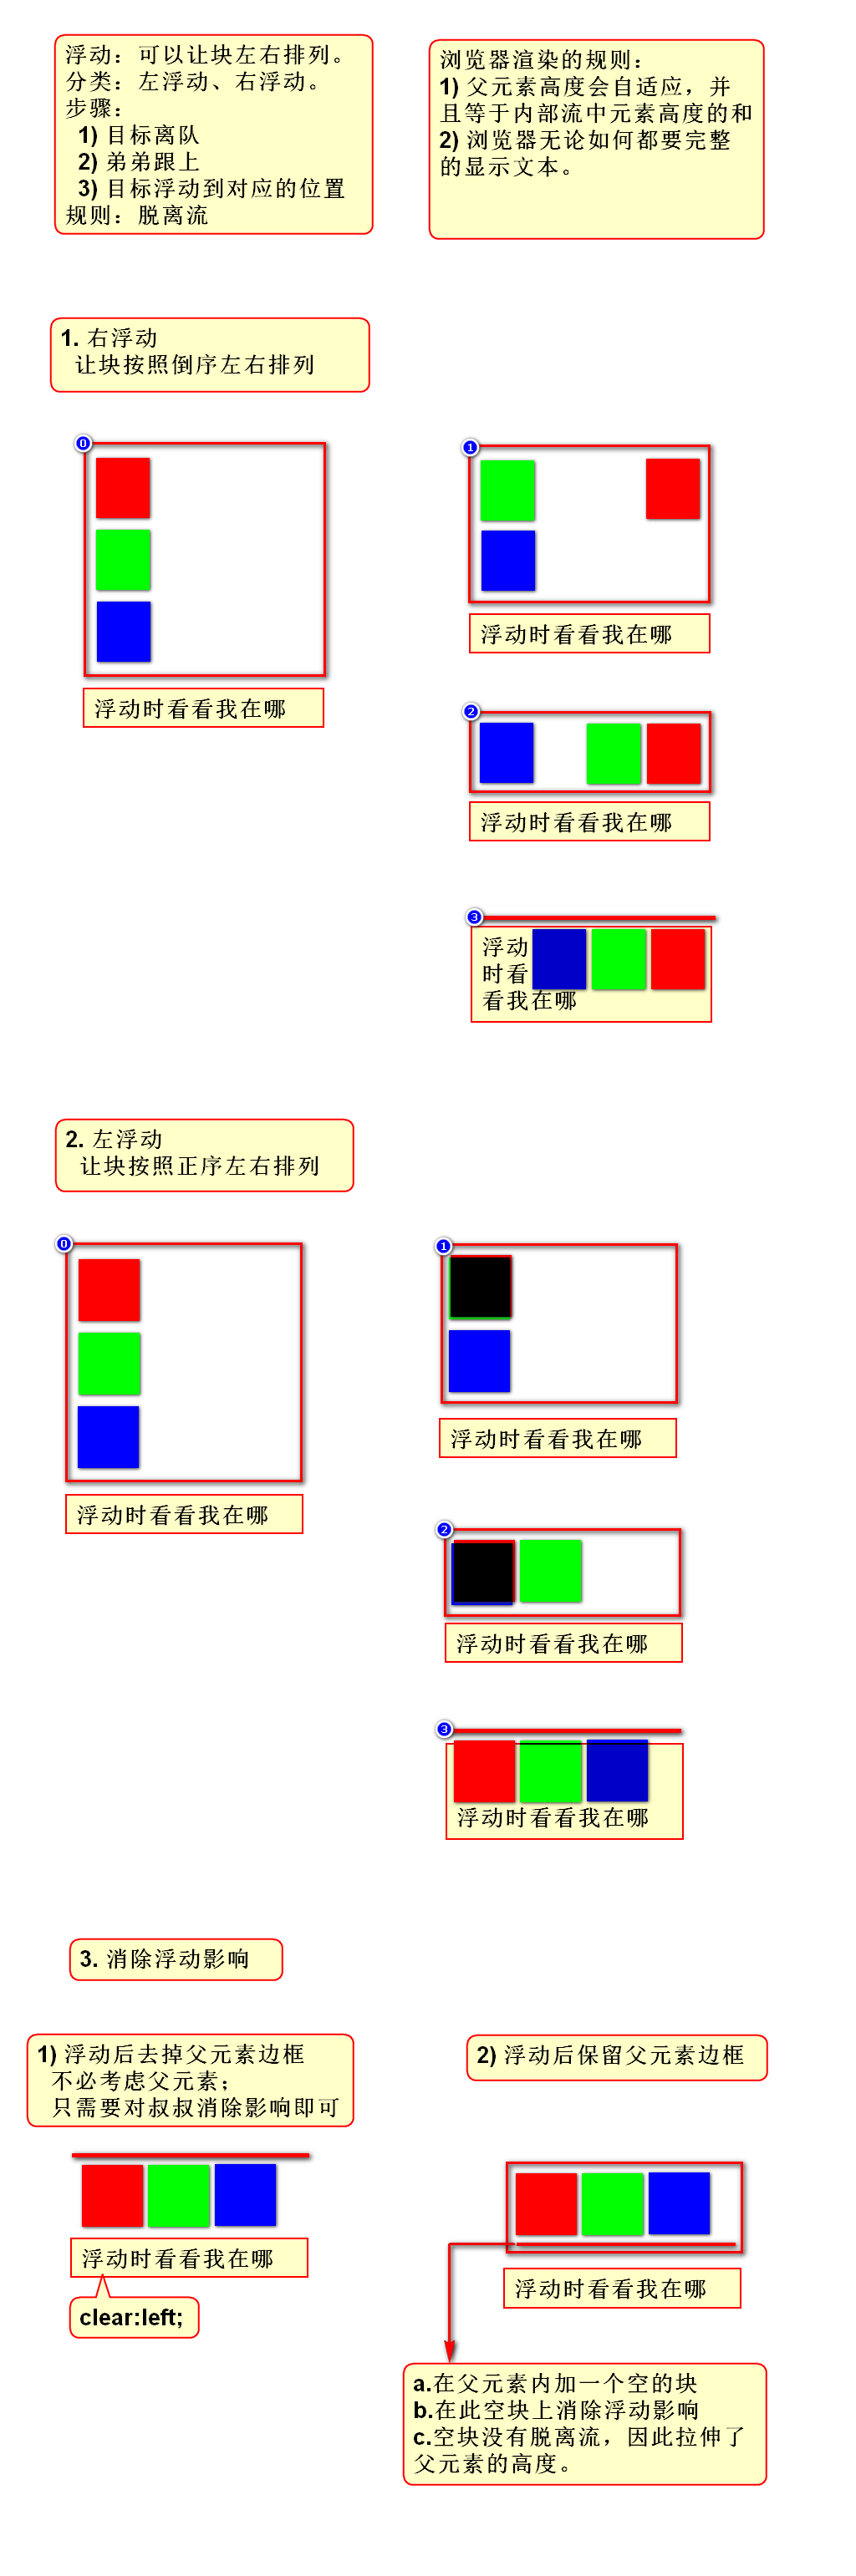 浮动：可以让块左右排列。
分类：左浮动、右浮动。
步骤：
1) 目标离队
2) 弟弟跟上
3) 目标浮动到对应的位置
规则：脱离流
浏览器渲染的规则：
1) 父元素高度会自适应，并
且等于内部流中元素高度的和
2) 浏览器无论如何都要完整
的显示文本。
1. 右浮动
让块按照倒序左右排列
0
浮动时看看我在哪
1
浮动时看看我在哪
2
浮动时看看我在哪
3
浮动
时看
看我在哪
2. 左浮动
让块按照正序左右排列
0
浮动时看看我在哪
1
浮动时看看我在哪
2
浮动时看看我在哪
3
浮动时看看我在哪
3. 消除浮动影响
1) 浮动后去掉父元素边框
不必考虑父元素；
只需要对叔叔消除影响即可
浮动时看看我在哪
clear:left;
2) 浮动后保留父元素边框
浮动时看看我在哪
a.在父元素内加一个空的块
b.在此空块上消除浮动影响
c.空块没有脱离流，因此拉伸了
父元素的高度。